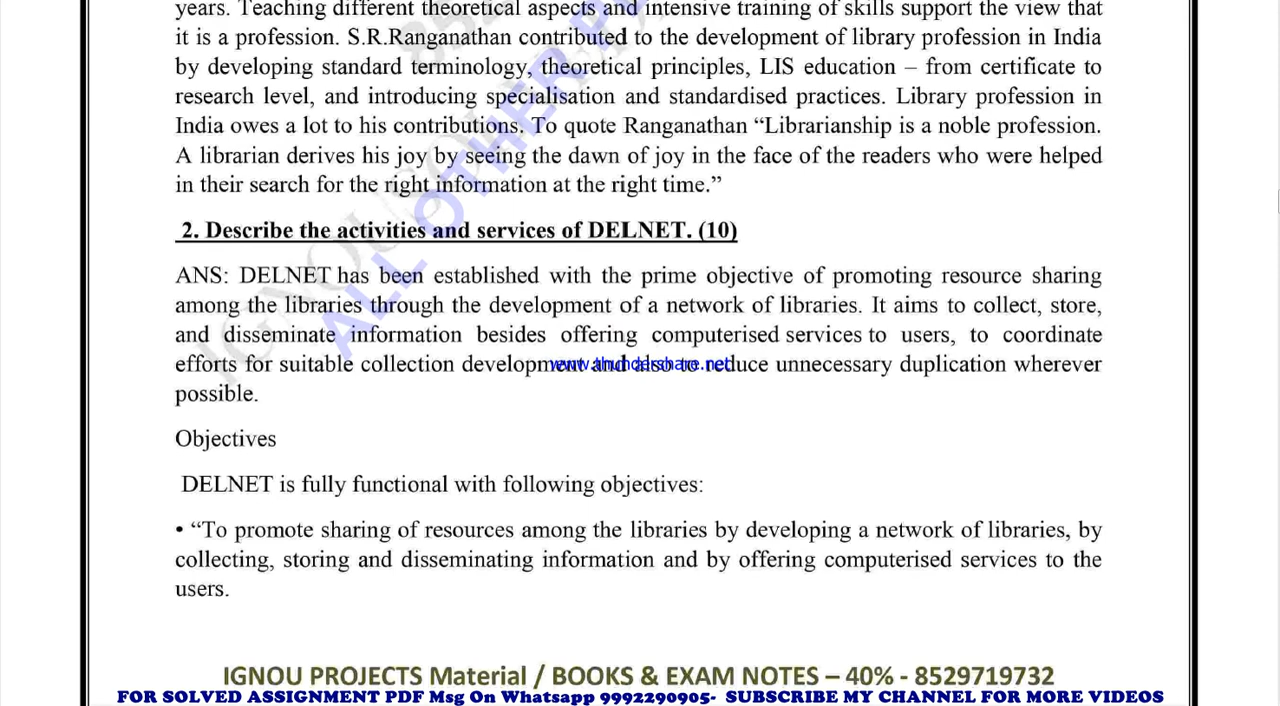 years. Teaching different theoretical aspects and intensive training of skills support the view that
it is a profession. S.R.Ranganathan contributed to the development of library profession in India
by developing standard terminology, theoretical principles, LIS education – from certificate to
research level, and introducing specialisation and standardised practices. Library profession in
India owes a lot to his contributions. To quote Ranganathan “Librarianship is a noble profession.
A librarian derives his joy by seeing the dawn of joy in the face of the readers who were helped
in their search for the right information at the right time.”
2. Describe the activities and services of DELNET. (10)
ANS: DELNET has been established with the prime objective of promoting resource sharing
among the libraries through the development of a network of libraries. It aims to collect, store,
and disseminate information besides offering computerised services to users, to coordinate
efforts for suitable collection development and also to reduce unnecessary duplication wherever
www.thundershare.net
possible.
Objectives
DELNET is fully functional with following objectives:
• “To promote sharing of resources among the libraries by developing a network of libraries, by
collecting, storing and disseminating information and by offering computerised services to the
users.
ALL OTHER
IGNOU PROJECTS Material / BOOKS & EXAM NOTES – 40% - 8529719732
FOR SOLVED ASSIGNMENT PDF Msg On Whatsapp 9992290905- SUBSCRIBE MY CHANNEL FOR MORE VIDEOS